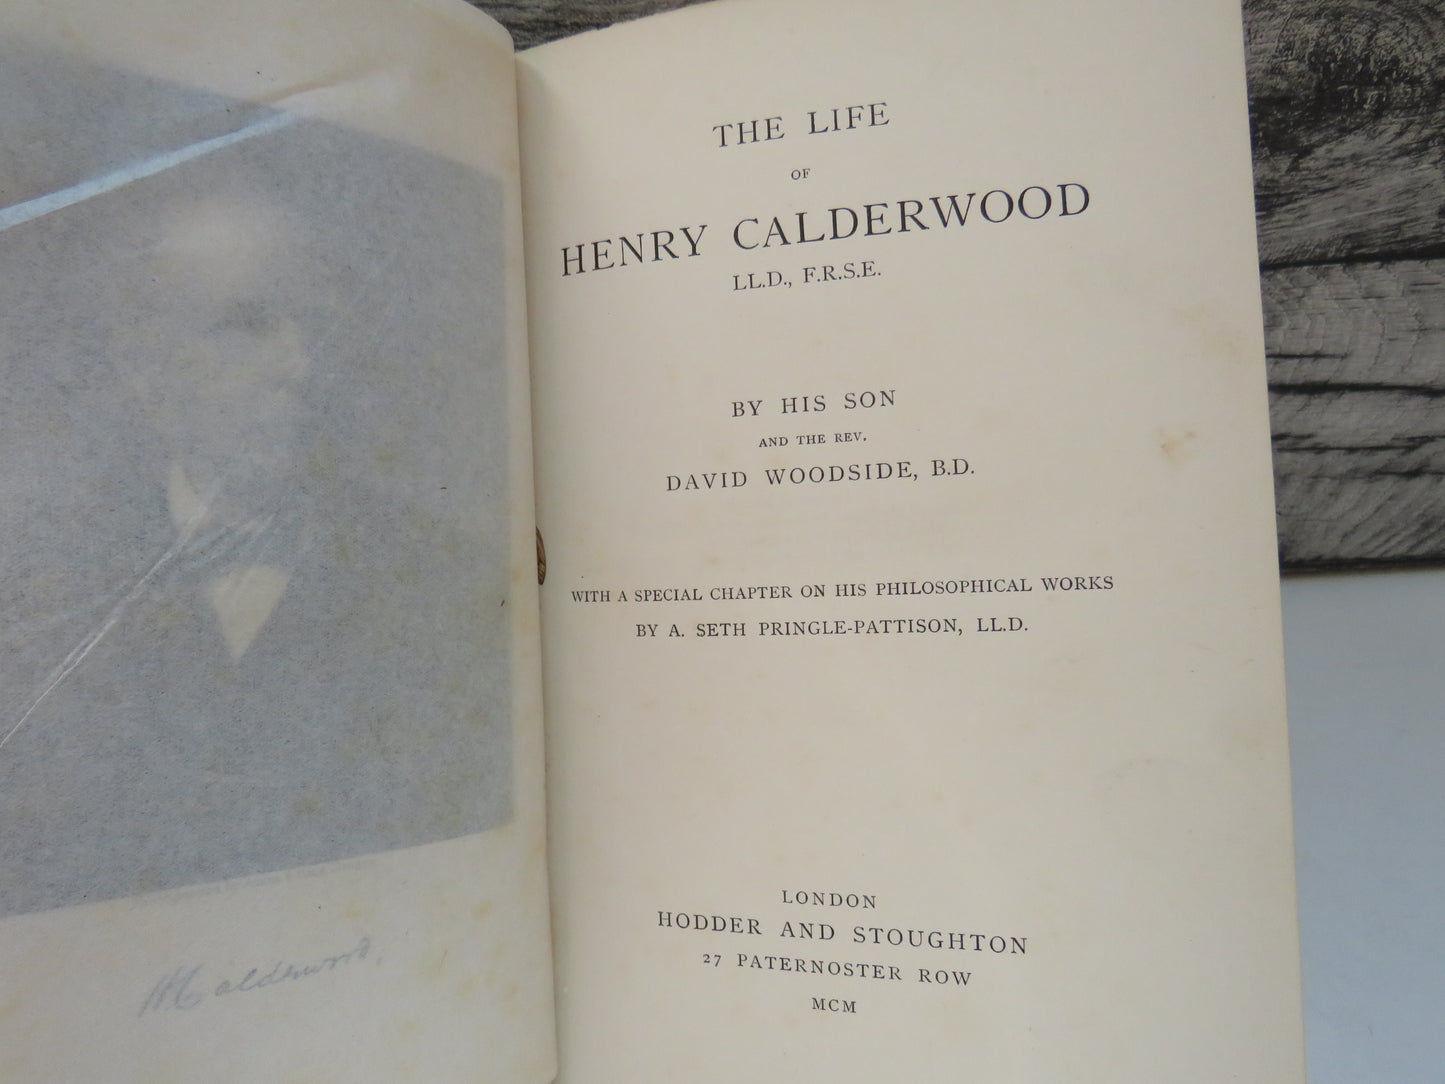 H Calderwood.
THE LIFE
OF
HENRY CALDERWOOD
LL.D., F.R.S.E.
BY HIS SON
AND THE REV.
DAVID WOODSIDE, B.D.
WITH A SPECIAL CHAPTER ON HIS PHILOSOPHICAL WORKS
BY A. SETH PRINGLE-PATTISON, LL.D.
LONDON
HODDER AND STOUGHTON
27 PATERNOSTER ROW
MCM